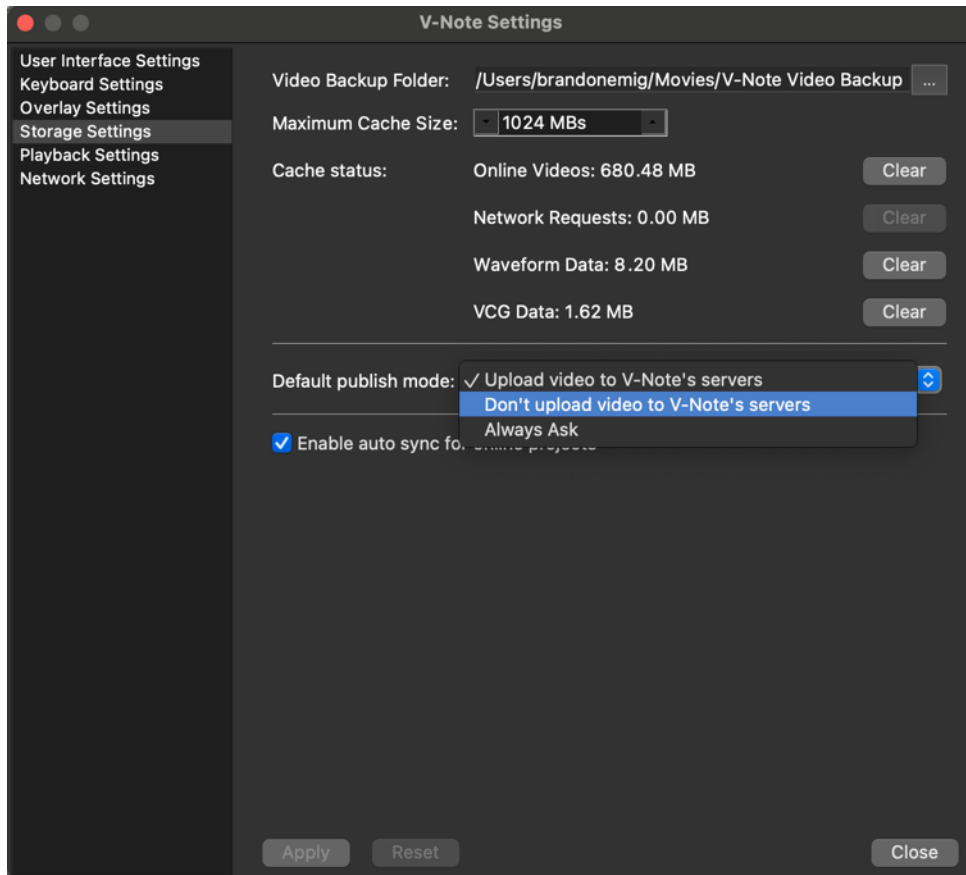 V-Note Settings
User Interface Settings
Keyboard Settings
Overlay Settings
Storage Settings
Playback Settings
Network Settings
Video Backup Folder: /Users/brandonemig/Movies/V-Note Video Backup ...
Maximum Cache Size: 1024 MBs
Cache status: Online Videos: 680.48 MB Clear
Network Requests: 0.00 MB Clear
Waveform Data: 8.20 MB Clear
VCG Data: 1.62 MB Clear
Default publish mode: ✓ Upload video to V-Note's servers
Don't upload video to V-Note's servers
Always Ask
Enable auto sync for online projects
Apply Reset Close